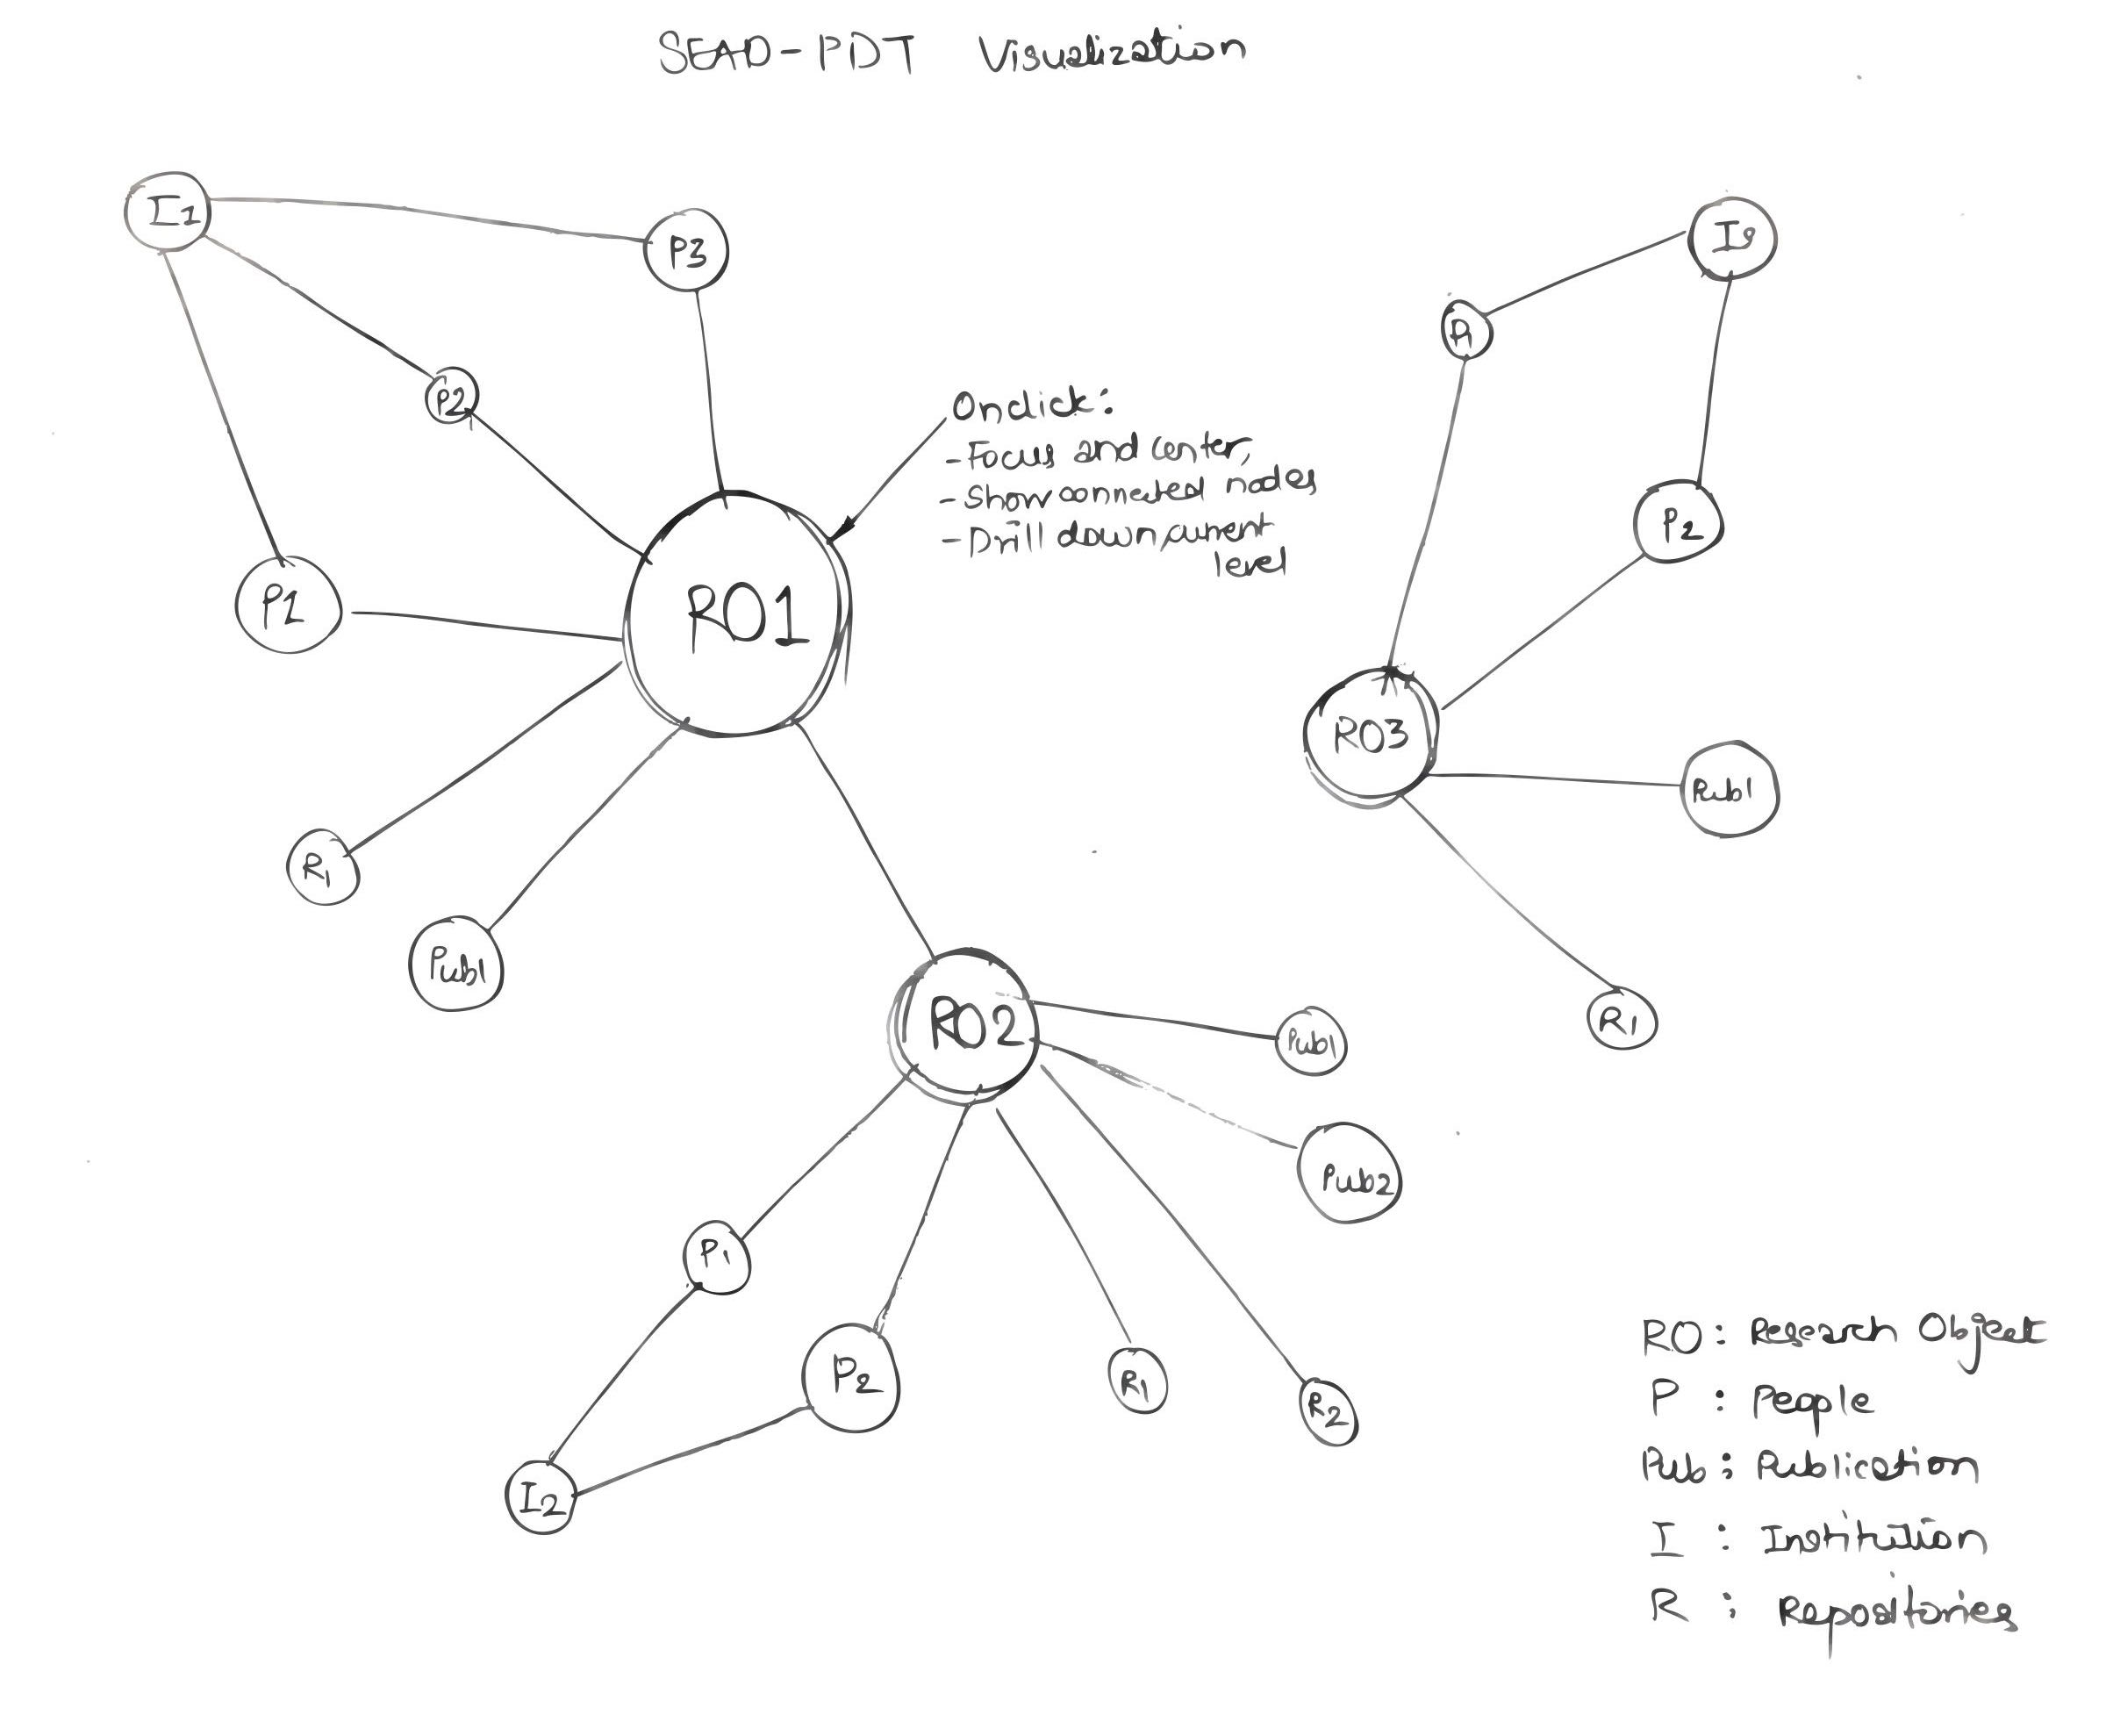 SEAD-PDT Visualization
I1
P3
I9
P1
P2
Onclick:
- Focus and center,
- Show connected nodes
- Drill down current
level
P2
P1
RO1
RO3
Pub1
R1
Pub1
RO2
R1
Pub1
Pub2
P1
P2
R1
R2
I2
RO : Research Object
P : People
Pub : Publication
I : Institution
R : Repositories